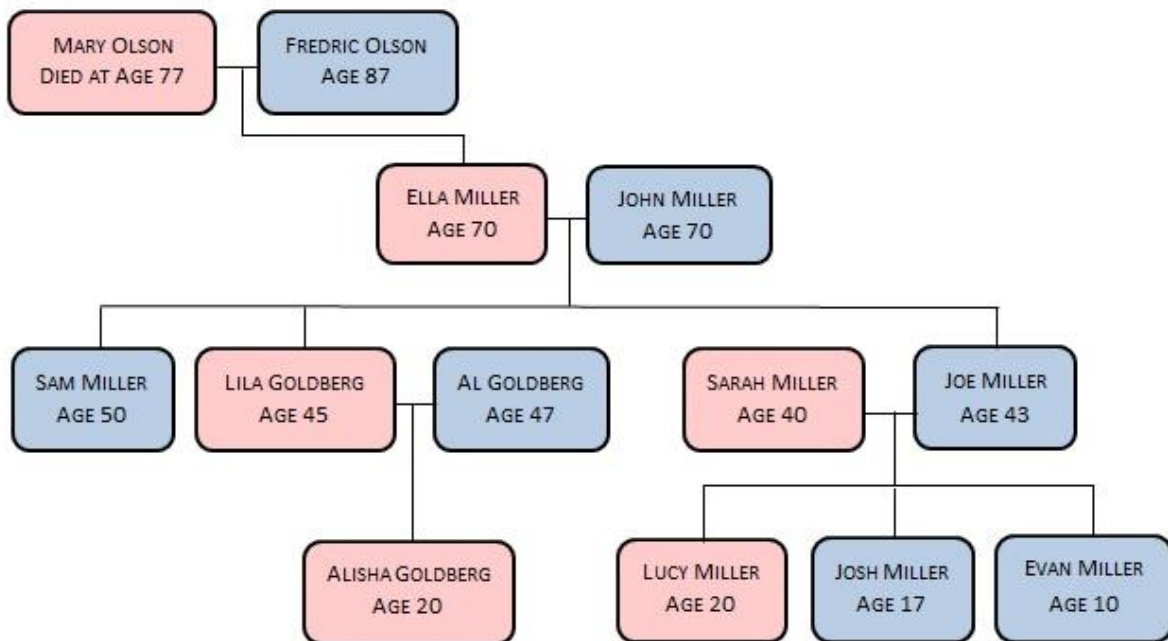 MARY OLSON
DIED AT AGE 77
FREDRIC OLSON
AGE 87
ELLA MILLER
AGE 70
JOHN MILLER
AGE 70
SAM MILLER
AGE 50
LILA GOLDBERG
AGE 45
AL GOLDBERG
AGE 47
SARAH MILLER
AGE 40
JOE MILLER
AGE 43
ALISHA GOLDBERG
AGE 20
LUCY MILLER
AGE 20
JOSH MILLER
AGE 17
EVAN MILLER
AGE 10